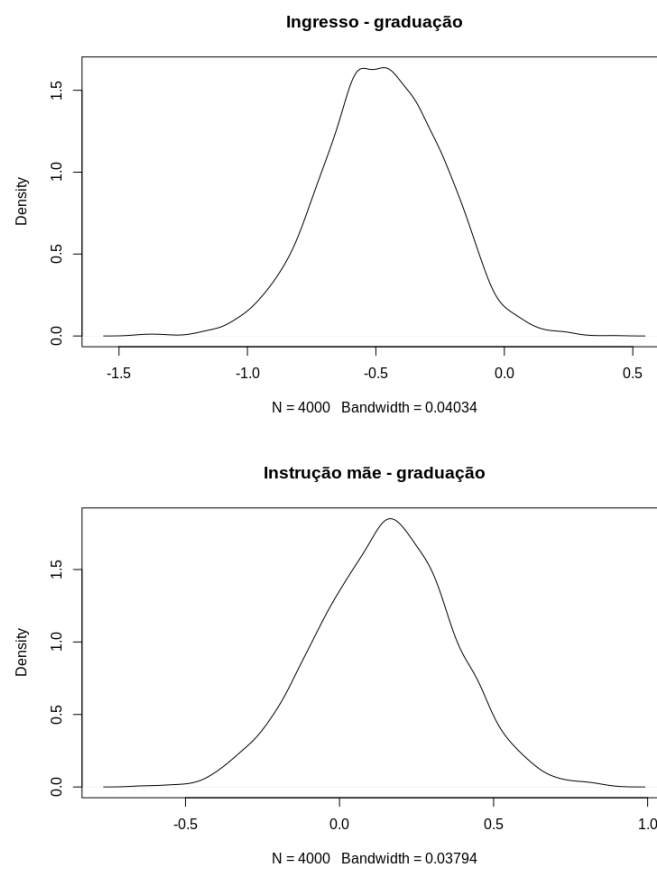 Ingresso - graduação
Density
0.0 0.5 1.0 1.5
-1.5 -1.0 -0.5 0.0 0.5
N = 4000 Bandwidth = 0.04034
Instrução mãe - graduação
Density
0.0 0.5 1.0 1.5
-0.5 0.0 0.5 1.0
N = 4000 Bandwidth = 0.03794